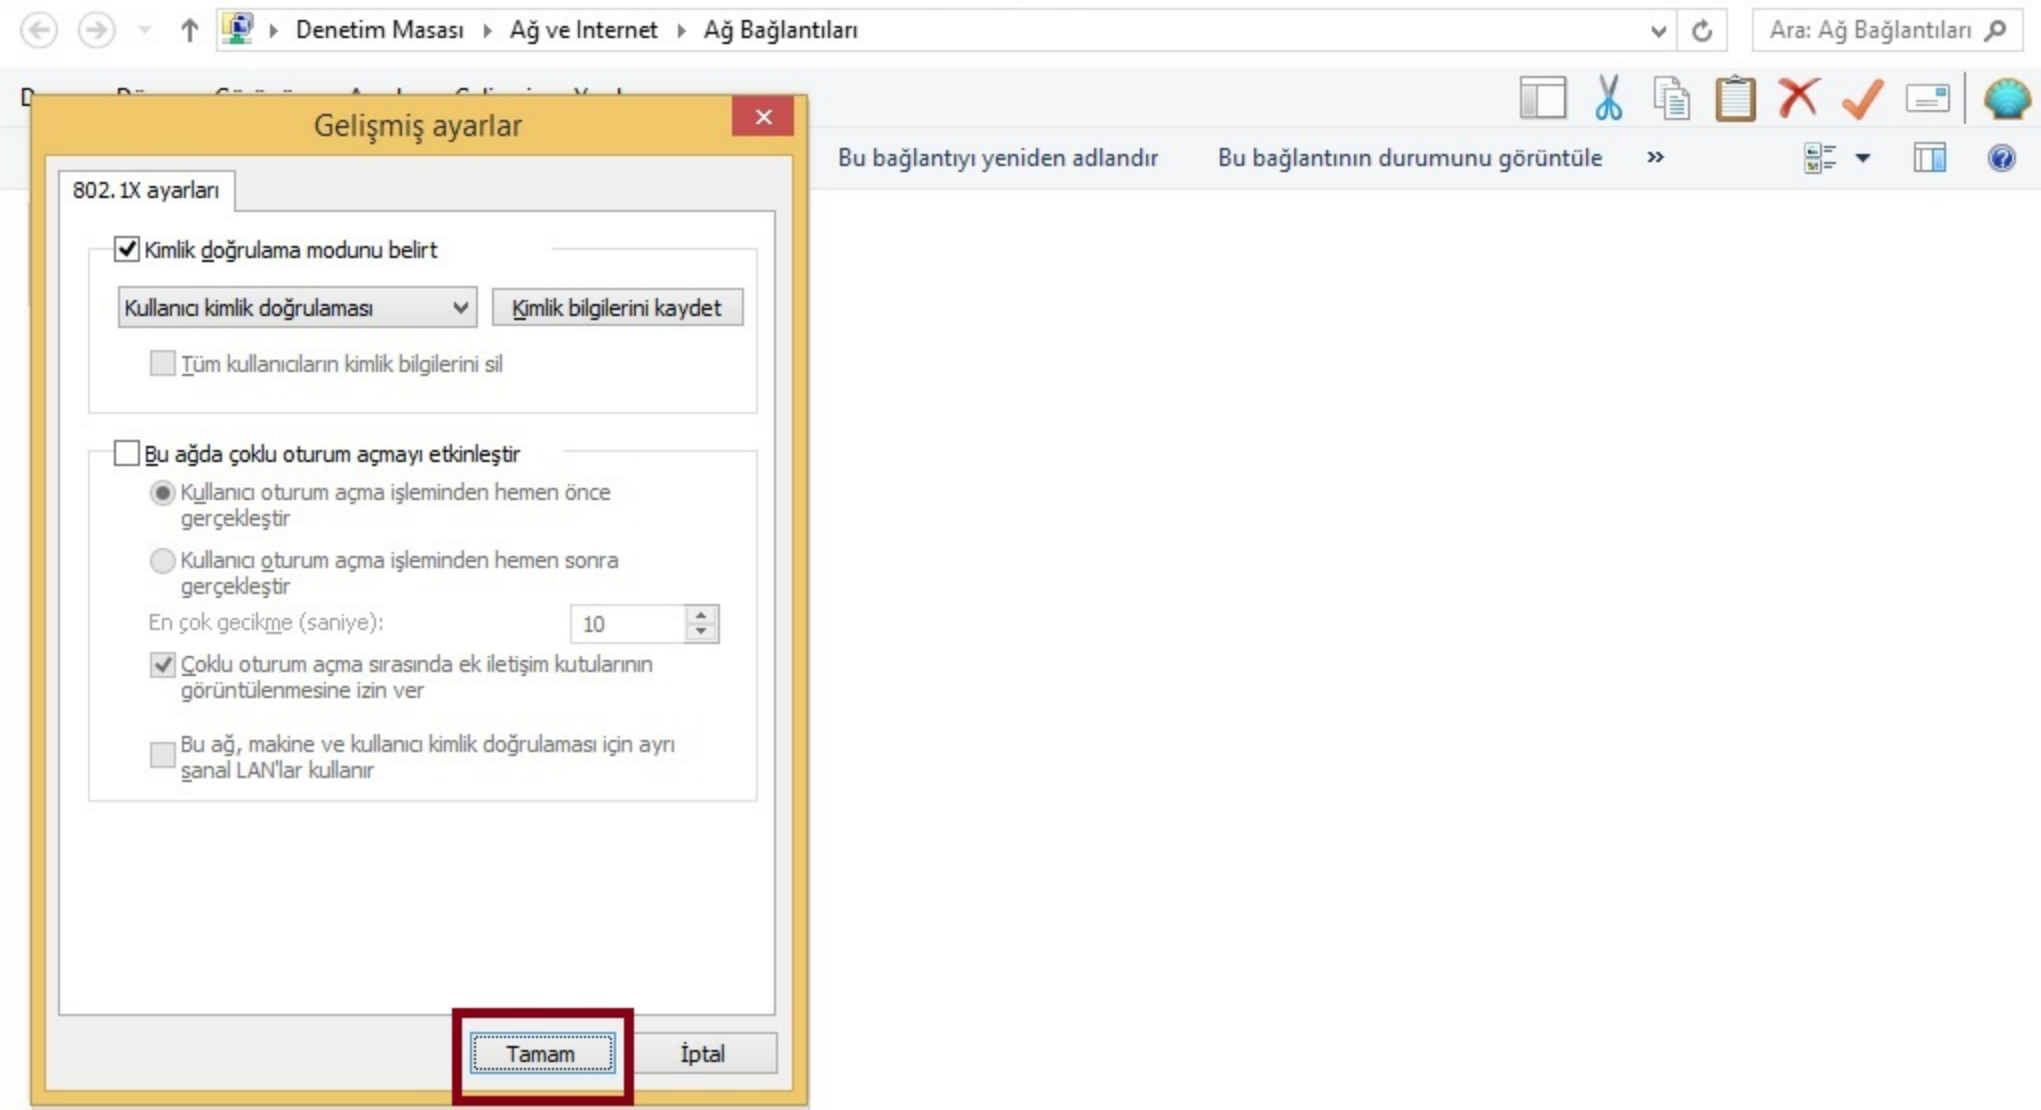 Denetim Masası Ağ ve Internet Ağ Bağlantıları
Ara: Ağ Bağlantıları
Gelişmiş ayarlar
Bu bağlantıyı yeniden adlandır Bu bağlantının durumunu görüntüle »
802.1X ayarları
Kimlik doğrulama modunu belirt
Kullanıcı kimlik doğrulaması Kimlik bilgilerini kaydet
Tüm kullanıcıların kimlik bilgilerini sil
Bu ağda çoklu oturum açmayı etkinleştir
Kullanıcı oturum açma işleminden hemen önce
gerçekleştir
Kullanıcı oturum açma işleminden hemen sonra
gerçekleştir
En çok gecikme (saniye): 10
Çoklu oturum açma sırasında ek iletişim kutularının
görüntülenmesine izin ver
Bu ağ, makine ve kullanıcı kimlik doğrulaması için ayrı
sanal LAN'lar kullanır
Tamam İptal